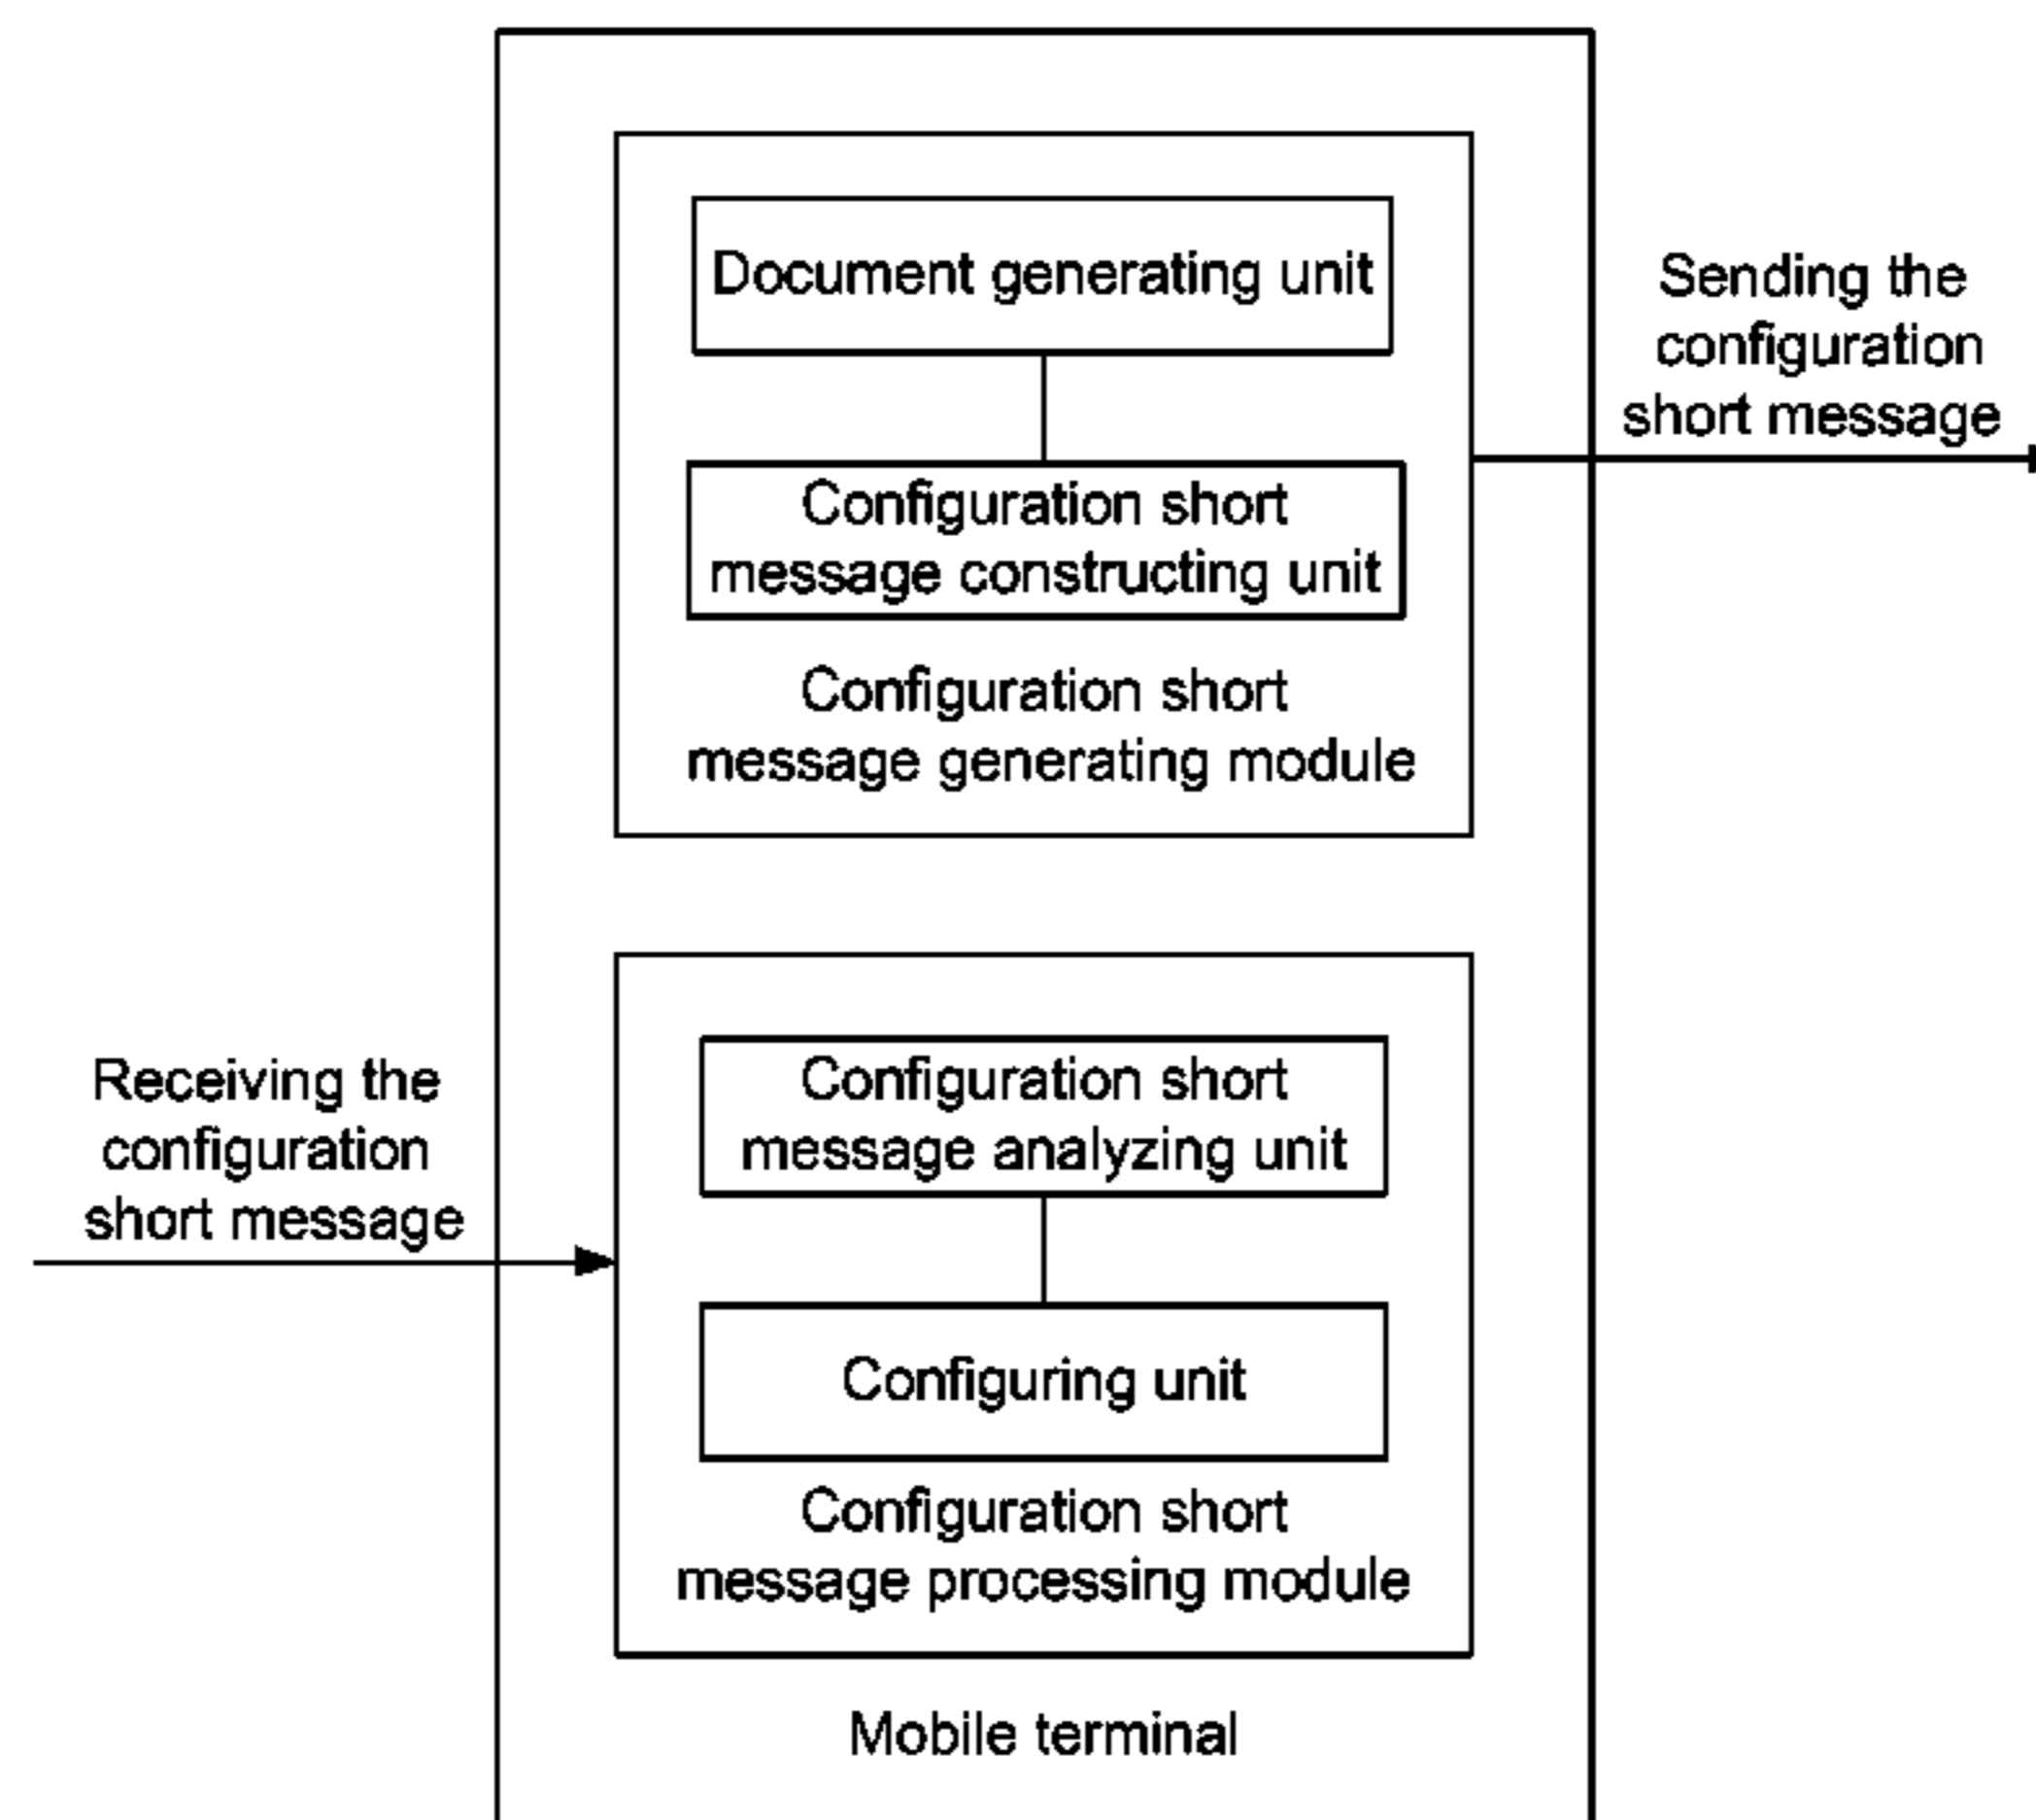 Document generating unit
Sending the
configuration
short message
Configuration short
message constructing unit
Configuration short
message generating module
Receiving the
configuration
short message
Configuration short
message analyzing unit
Configuring unit
Configuration short
message processing module
Mobile terminal